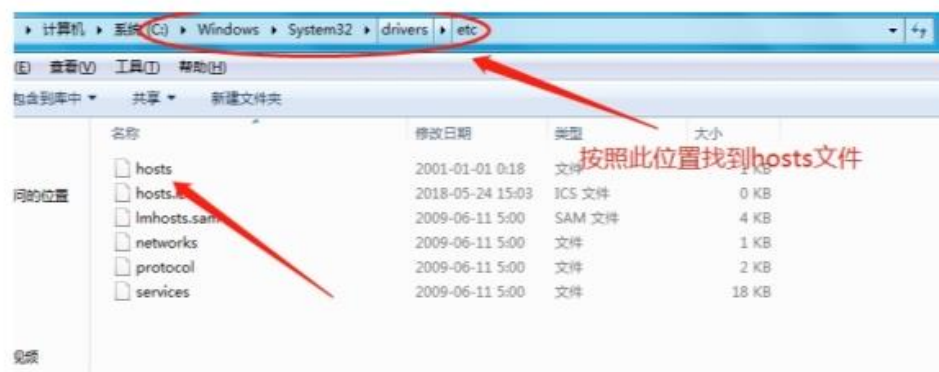 ▸ 计算机 ▸ 系统 (C:) ▸ Windows ▸ System32 ▸ drivers ▸ etc
(E) 查看(V) 工具(T) 帮助(H)
包含到库中 共享 新建文件夹
名称 修改日期 类型 大小
按照此位置找到hosts文件
hosts 2001-01-01 0:18 文件 1 KB
问的位置
hosts. 2018-05-24 15:03 ICS 文件 0 KB
lmhosts.sam 2009-06-11 5:00 SAM 文件 4 KB
networks 2009-06-11 5:00 文件 1 KB
protocol 2009-06-11 5:00 文件 2 KB
services 2009-06-11 5:00 文件 18 KB
视频